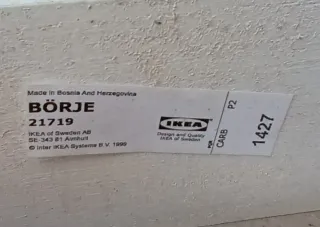 Made in Bosnia And Herzegovina
BÖRJE
21719
IKEA of Sweden AB
SE-343 81 Älmhult
© Inter IKEA Systems B.V. 1999
IKEA
Design and Quality
IKEA of Sweden
CARB P2
1427